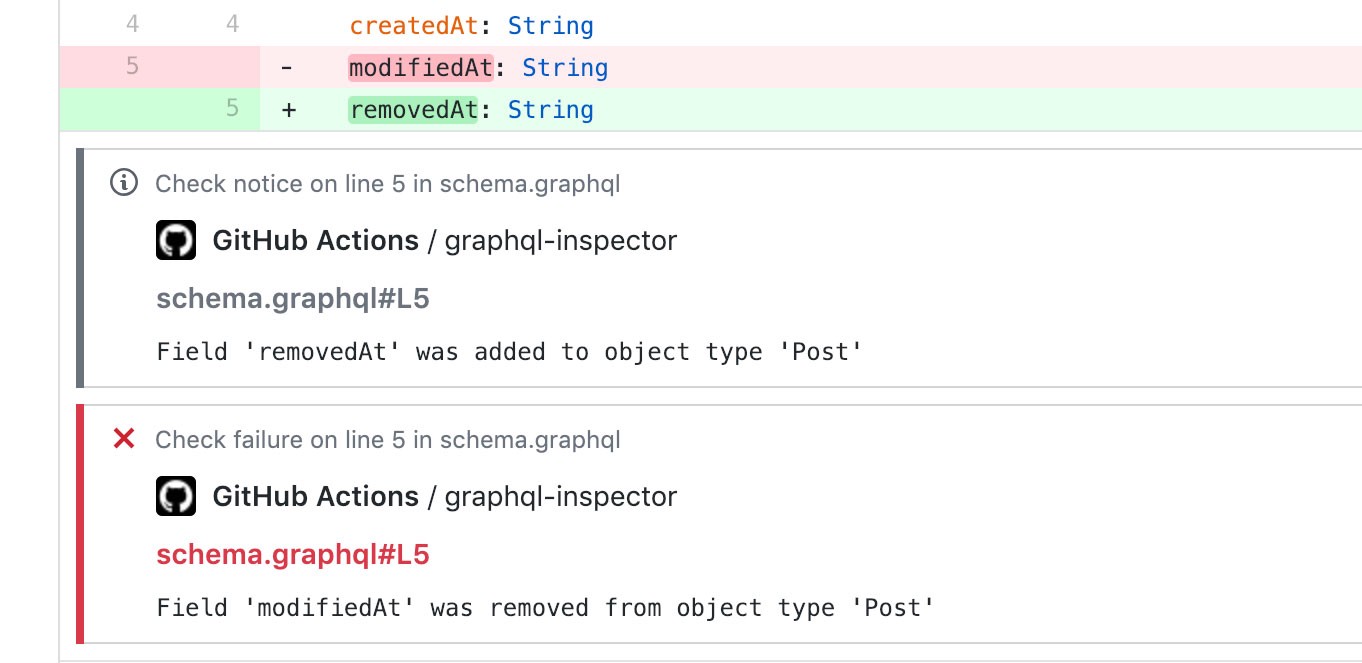 4 4 createdAt: String
5 - modifiedAt: String
5 + removedAt: String
Check notice on line 5 in schema.graphql
GitHub Actions / graphql-inspector
schema.graphql#L5
Field 'removedAt' was added to object type 'Post'
Check failure on line 5 in schema.graphql
GitHub Actions / graphql-inspector
schema.graphql#L5
Field 'modifiedAt' was removed from object type 'Post'